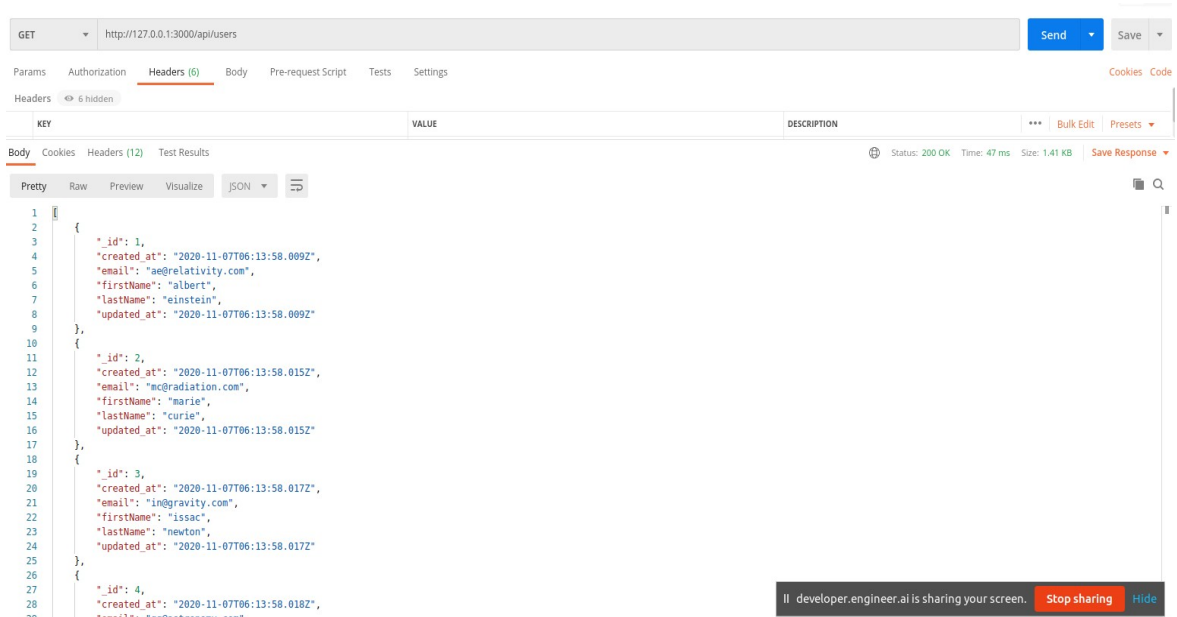 GET http://127.0.0.1:3000/api/users Send Save
Params Authorization Headers (6) Body Pre-request Script Tests Settings Cookies Code
Headers 6 hidden
KEY VALUE DESCRIPTION ••• Bulk Edit Presets
Body Cookies Headers (12) Test Results Status: 200 OK Time: 47 ms Size: 1.41 KB Save Response
Pretty Raw Preview Visualize JSON
1 [
2 {
3 "_id": 1,
4 "created_at": "2020-11-07T06:13:58.009Z",
5 "email": "ae@relativity.com",
6 "firstName": "albert",
7 "lastName": "einstein",
8 "updated_at": "2020-11-07T06:13:58.009Z"
9 },
10 {
11 "_id": 2,
12 "created_at": "2020-11-07T06:13:58.015Z",
13 "email": "mc@radiation.com",
14 "firstName": "marie",
15 "lastName": "curie",
16 "updated_at": "2020-11-07T06:13:58.015Z"
17 },
18 {
19 "_id": 3,
20 "created_at": "2020-11-07T06:13:58.017Z",
21 "email": "in@gravity.com",
22 "firstName": "issac",
23 "lastName": "newton",
24 "updated_at": "2020-11-07T06:13:58.017Z"
25 },
26 {
27 "_id": 4,
28 "created_at": "2020-11-07T06:13:58.018Z",
developer.engineer.ai is sharing your screen. Stop sharing Hide